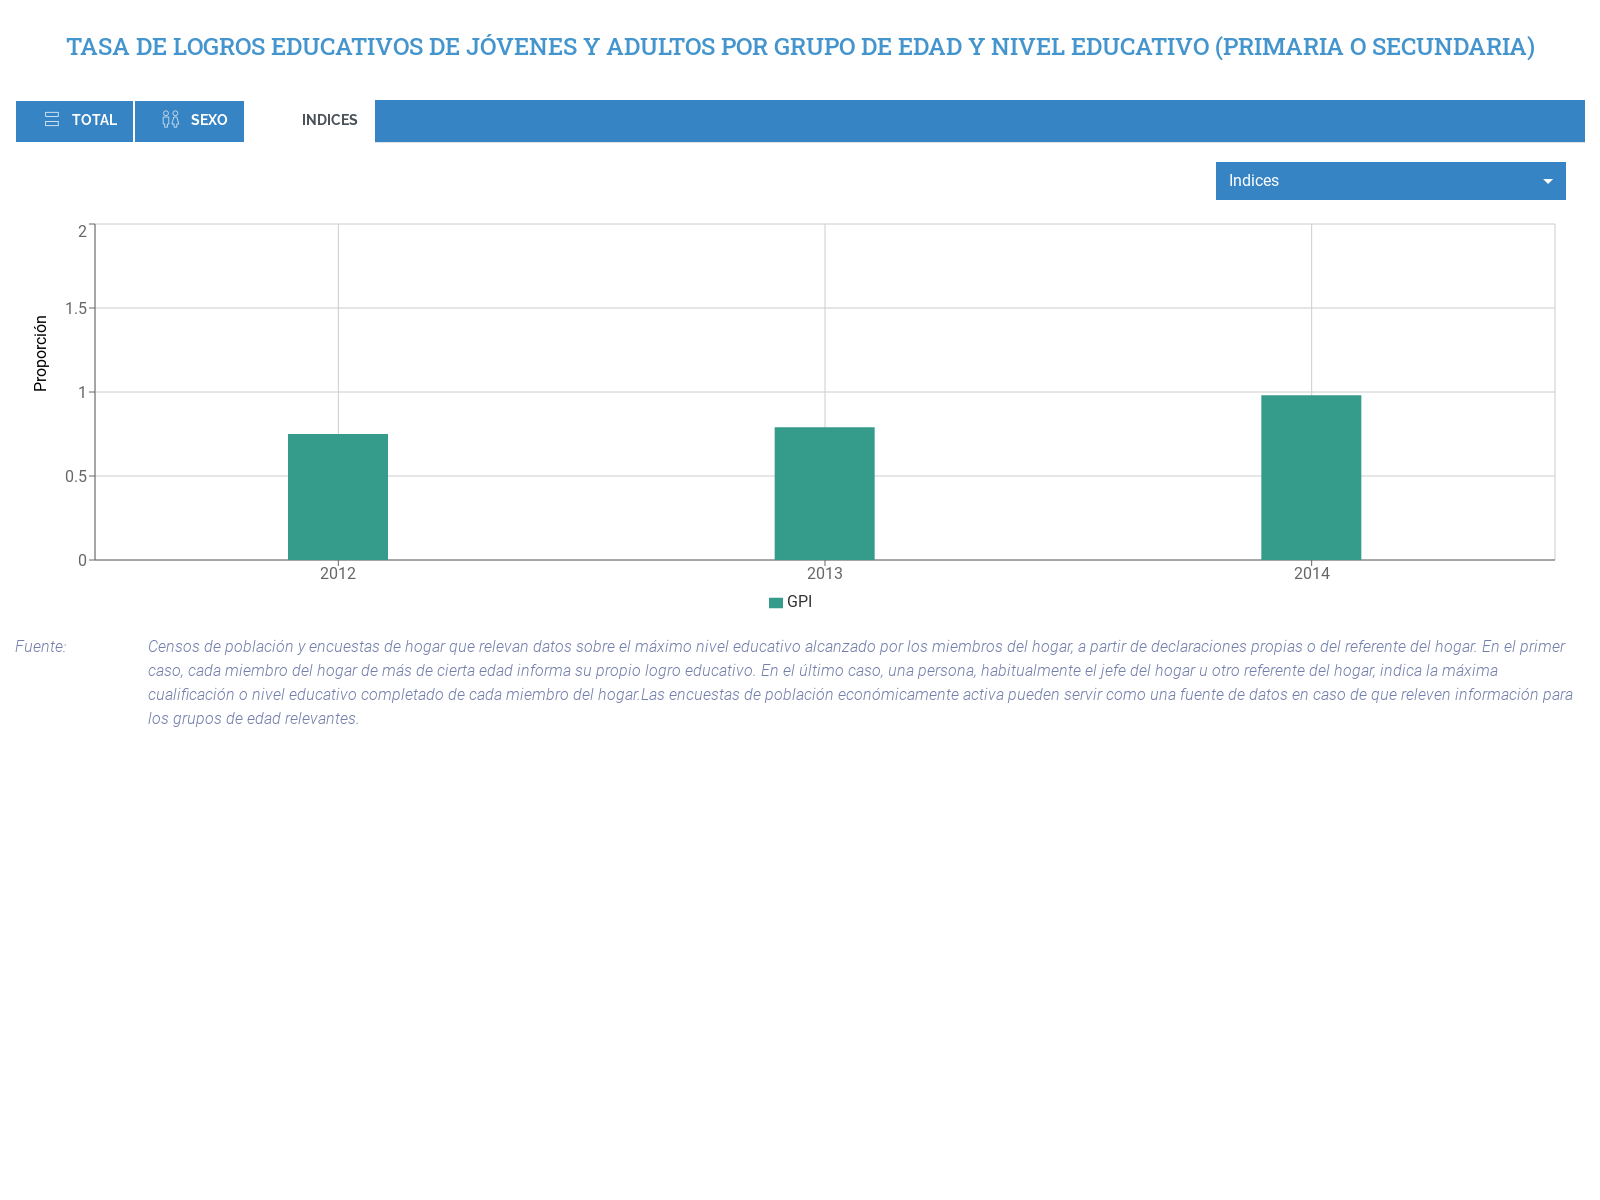 TASA DE LOGROS EDUCATIVOS DE JÓVENES Y ADULTOS POR GRUPO DE EDAD Y NIVEL EDUCATIVO (PRIMARIA O SECUNDARIA)
TOTAL
SEXO
INDICES
Indices
Proporción
2
1.5
1
0.5
0
2012
2013
2014
GPI
Fuente:
Censos de población y encuestas de hogar que relevan datos sobre el máximo nivel educativo alcanzado por los miembros del hogar, a partir de declaraciones propias o del referente del hogar. En el primer
caso, cada miembro del hogar de más de cierta edad informa su propio logro educativo. En el último caso, una persona, habitualmente el jefe del hogar u otro referente del hogar, indica la máxima
cualificación o nivel educativo completado de cada miembro del hogar.Las encuestas de población económicamente activa pueden servir como una fuente de datos en caso de que releven información para
los grupos de edad relevantes.